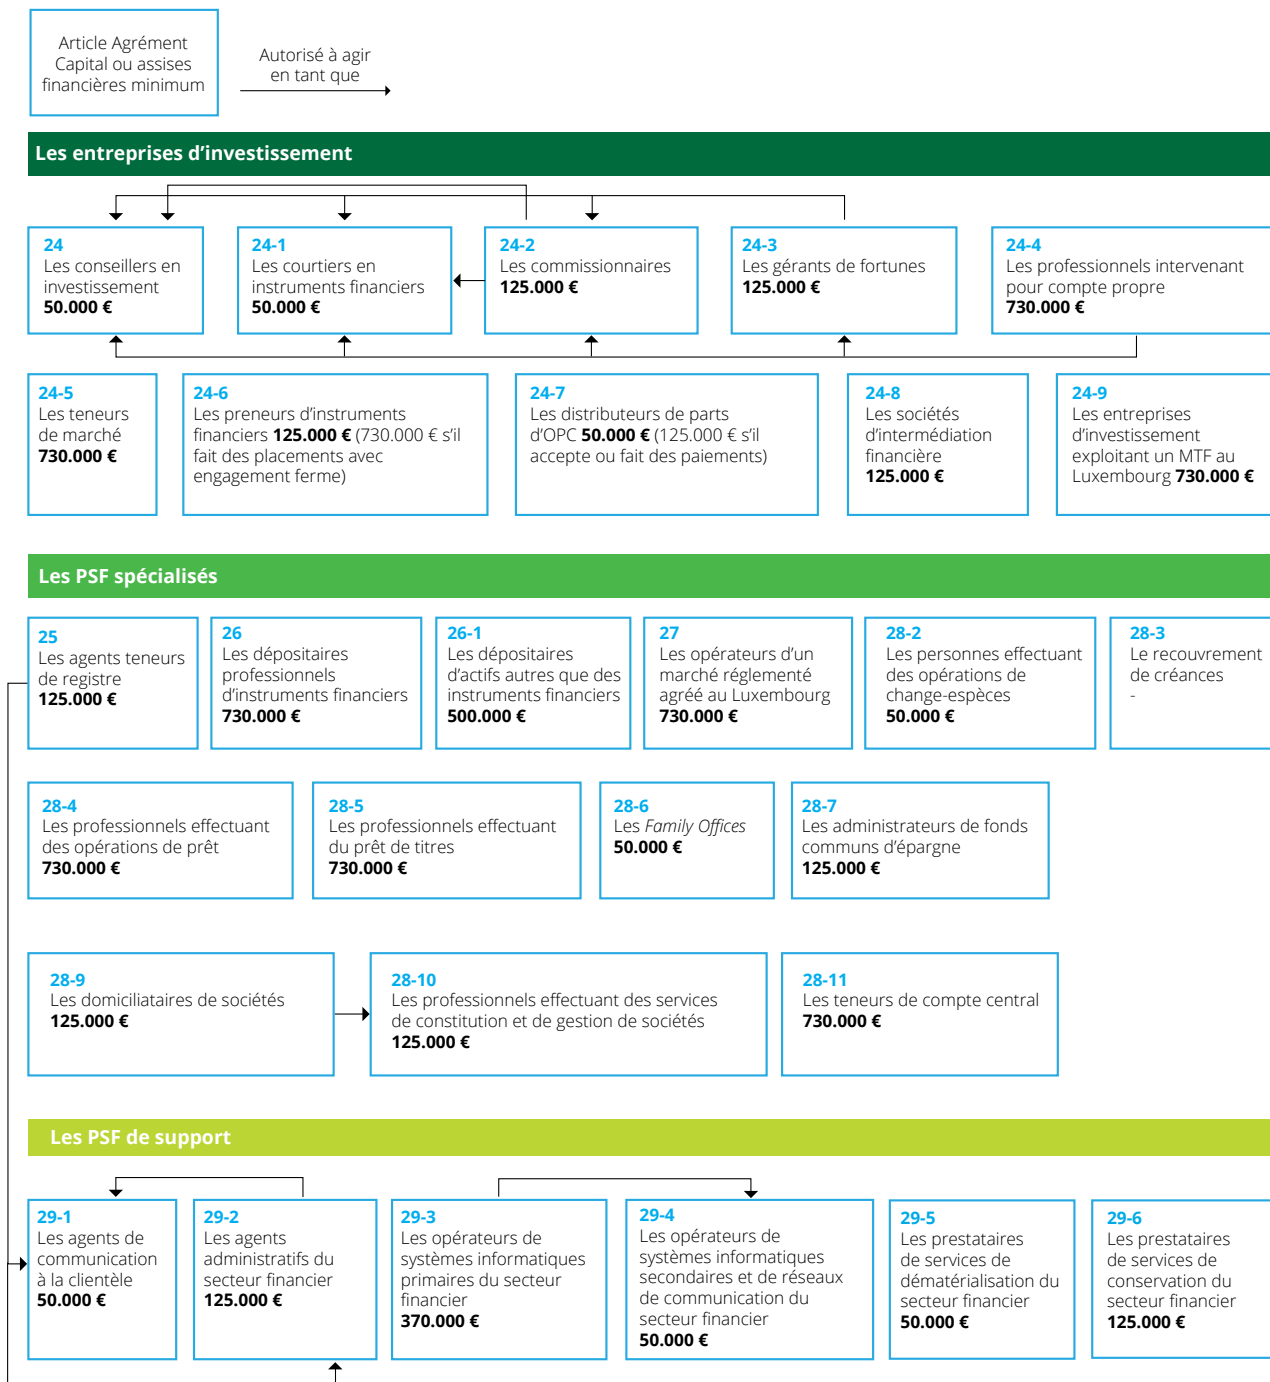 Article Agrément
Capital ou assises
financières minimum
Autorisé à agir
en tant que
Les entreprises d'investissement
24
Les conseillers en
investissement
50.000 €
24-1
Les courtiers en
instruments financiers
50.000 €
24-2
Les commissionnaires
125.000 €
24-3
Les gérants de fortunes
125.000 €
24-4
Les professionnels intervenant
pour compte propre
730.000 €
24-5
Les teneurs
de marché
730.000 €
24-6
Les preneurs d'instruments
financiers 125.000 € (730.000 € s'il
fait des placements avec
engagement ferme)
24-7
Les distributeurs de parts
d'OPC 50.000 € (125.000 € s'il
accepte ou fait des paiements)
24-8
Les sociétés
d'intermédiation
financière
125.000 €
24-9
Les entreprises
d'investissement
exploitant un MTF au
Luxembourg 730.000 €
Les PSF spécialisés
25
Les agents teneurs
de registre
125.000 €
26
Les dépositaires
professionnels
d'instruments financiers
730.000 €
26-1
Les dépositaires
d'actifs autres que des
instruments financiers
500.000 €
27
Les opérateurs d'un
marché réglementé
agréé au Luxembourg
730.000 €
28-2
Les personnes effectuant
des opérations de
change-espèces
50.000 €
28-3
Le recouvrement
de créances
-
28-4
Les professionnels effectuant
des opérations de prêt
730.000 €
28-5
Les professionnels effectuant
du prêt de titres
730.000 €
28-6
Les Family Offices
50.000 €
28-7
Les administrateurs de fonds
communs d'épargne
125.000 €
28-9
Les domiciliataires de sociétés
125.000 €
28-10
Les professionnels effectuant des services
de constitution et de gestion de sociétés
125.000 €
28-11
Les teneurs de compte central
730.000 €
Les PSF de support
29-1
Les agents de
communication
à la clientèle
50.000 €
29-2
Les agents
administratifs du
secteur financier
125.000 €
29-3
Les opérateurs de
systèmes informatiques
primaires du secteur
financier
370.000 €
29-4
Les opérateurs de
systèmes informatiques
secondaires et de réseaux
de communication du
secteur financier
50.000 €
29-5
Les prestataires
de services de
dématérialisation du
secteur financier
50.000 €
29-6
Les prestataires
de services de
conservation du
secteur financier
125.000 €